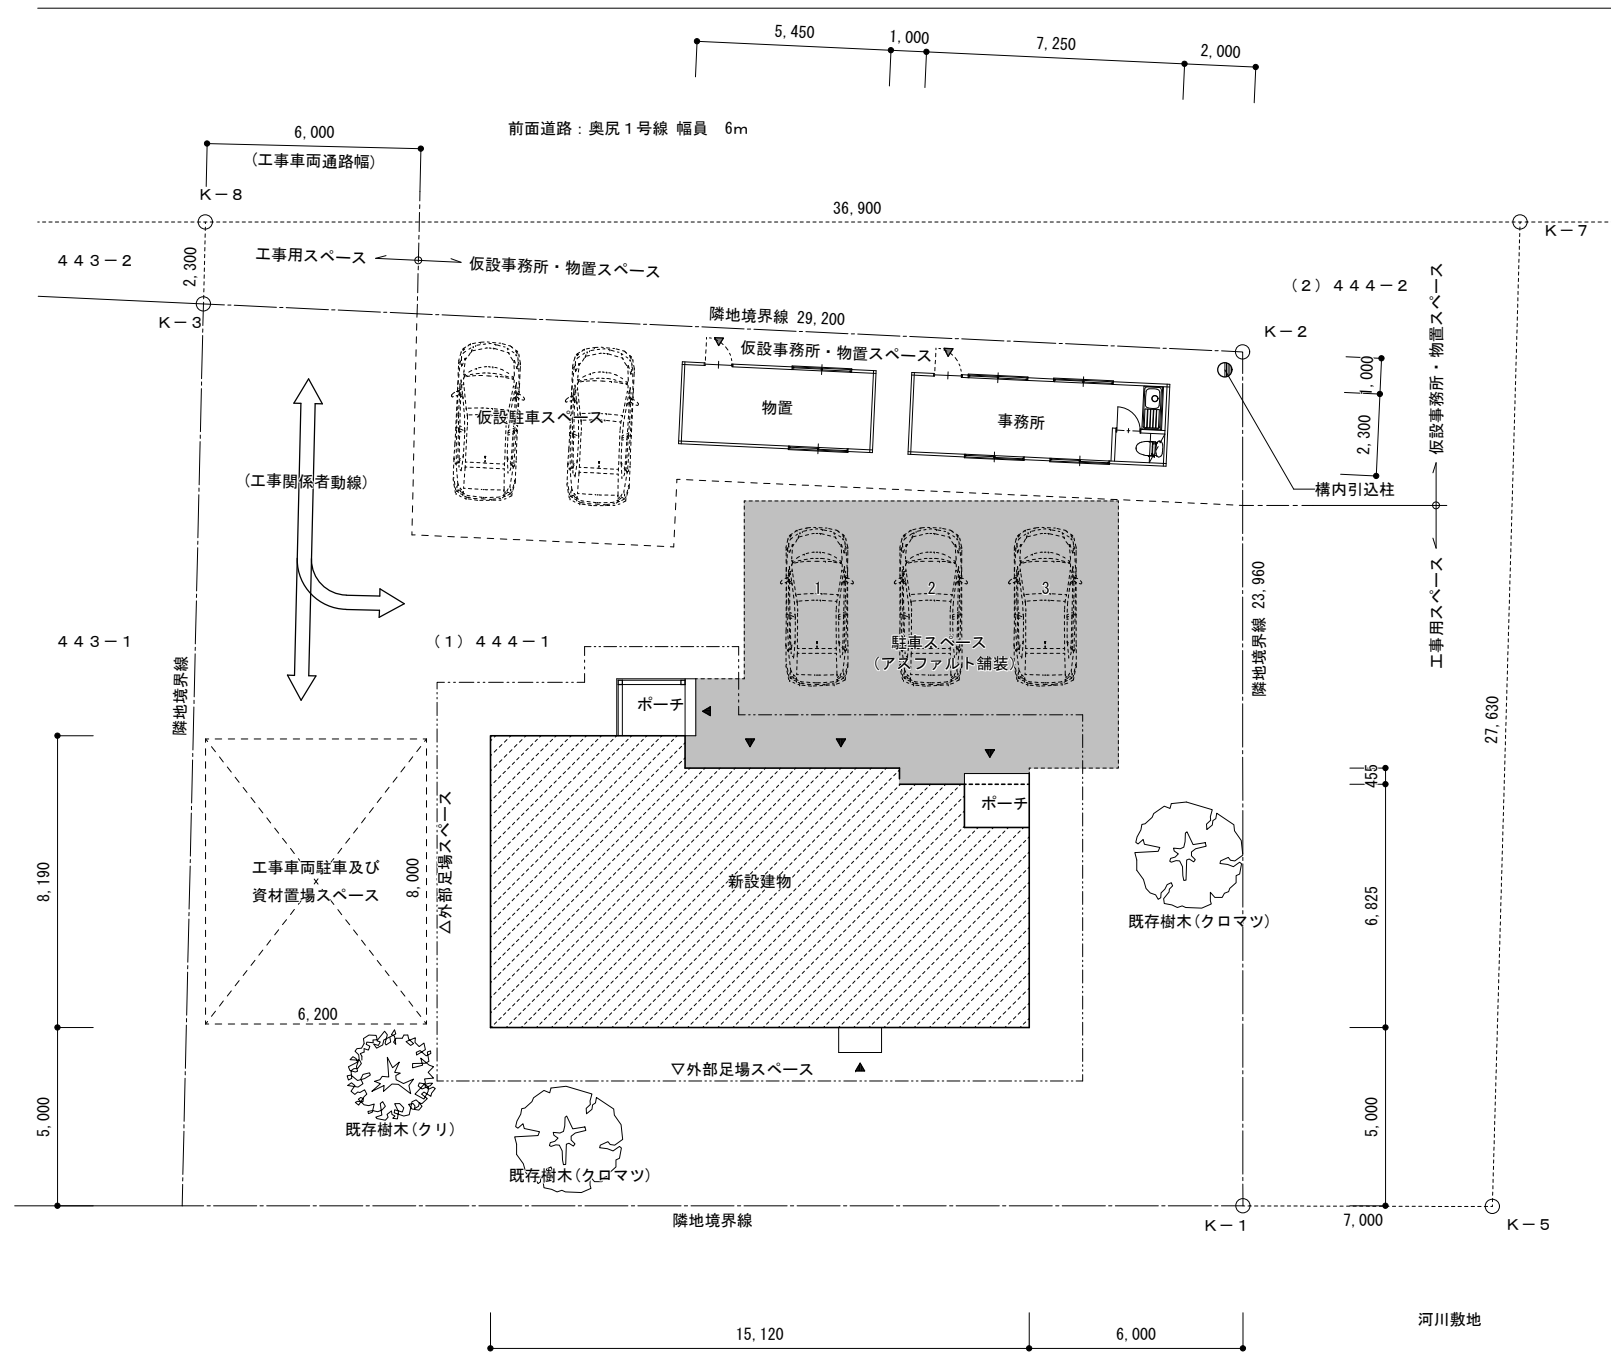 5,450
1,000
7,250
2,000
6,000
(工事車両通路幅)
前面道路：奥尻１号線 幅員　6ｍ
Ｋ－８
36,900
Ｋ－７
４４３－２
2,300
工事用スペース
仮設事務所・物置スペース
（２）４４４－２
仮設事務所・物置スペース
Ｋ－３
隣地境界線 29,200
Ｋ－２
仮設事務所・物置スペース
1,000
2,300
仮設駐車スペース
物置
事務所
(工事関係者動線)
構内引込柱
４４３－１
（１）４４４－１
1
2
3
駐車スペース
(アスファルト舗装)
隣地境界線 23,960
工事用スペース
隣地境界線
ポーチ
27,630
455
ポーチ
8,190
工事車両駐車及び
資材置場スペース
8,000
△外部足場スペース
新設建物
6,825
既存樹木(クロマツ)
6,200
▽外部足場スペース
5,000
既存樹木(クリ)
既存樹木(クロマツ)
5,000
隣地境界線
Ｋ－１
7,000
Ｋ－５
15,120
6,000
河川敷地